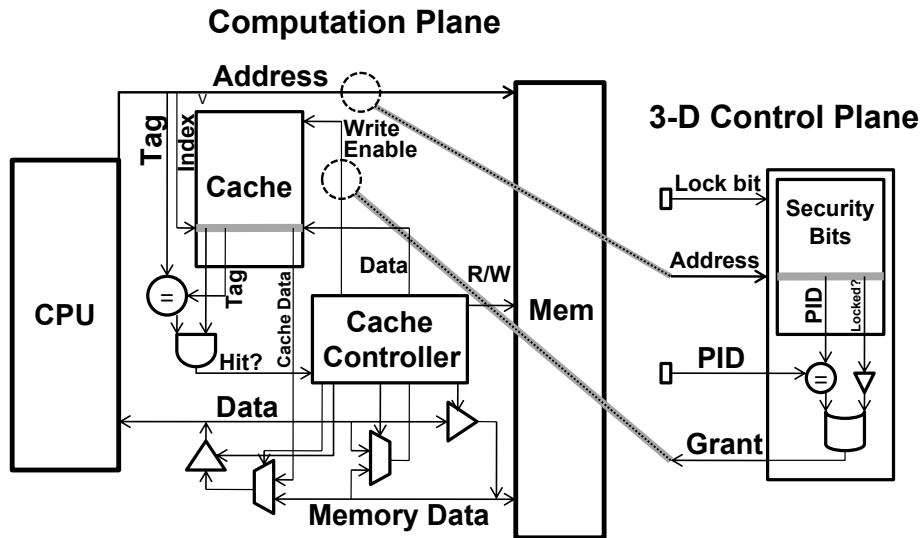 Computation Plane
Address
Write
Enable
Tag
Index
V
Cache
Tag
Cache Data
Data
R/W
CPU
=
Hit?
Cache
Controller
Mem
Data
Memory Data
3-D Control Plane
Lock bit
Security
Bits
Address
PID
Locked?
PID
=
Grant